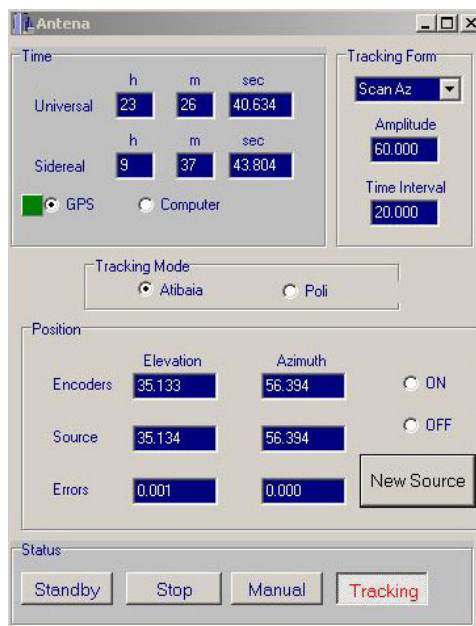 Antena
Time
h m sec
Universal 23 26 40.634
h m sec
Sidereal 9 37 43.804
GPS Computer
Tracking Form
Scan Az
Amplitude
60.000
Time Interval
20.000
Tracking Mode
Atibaia Poli
Position
Elevation Azimuth
Encoders 35.133 56.394 ON
OFF
Source 35.134 56.394
Errors 0.001 0.000 New Source
Status
Standby Stop Manual Tracking